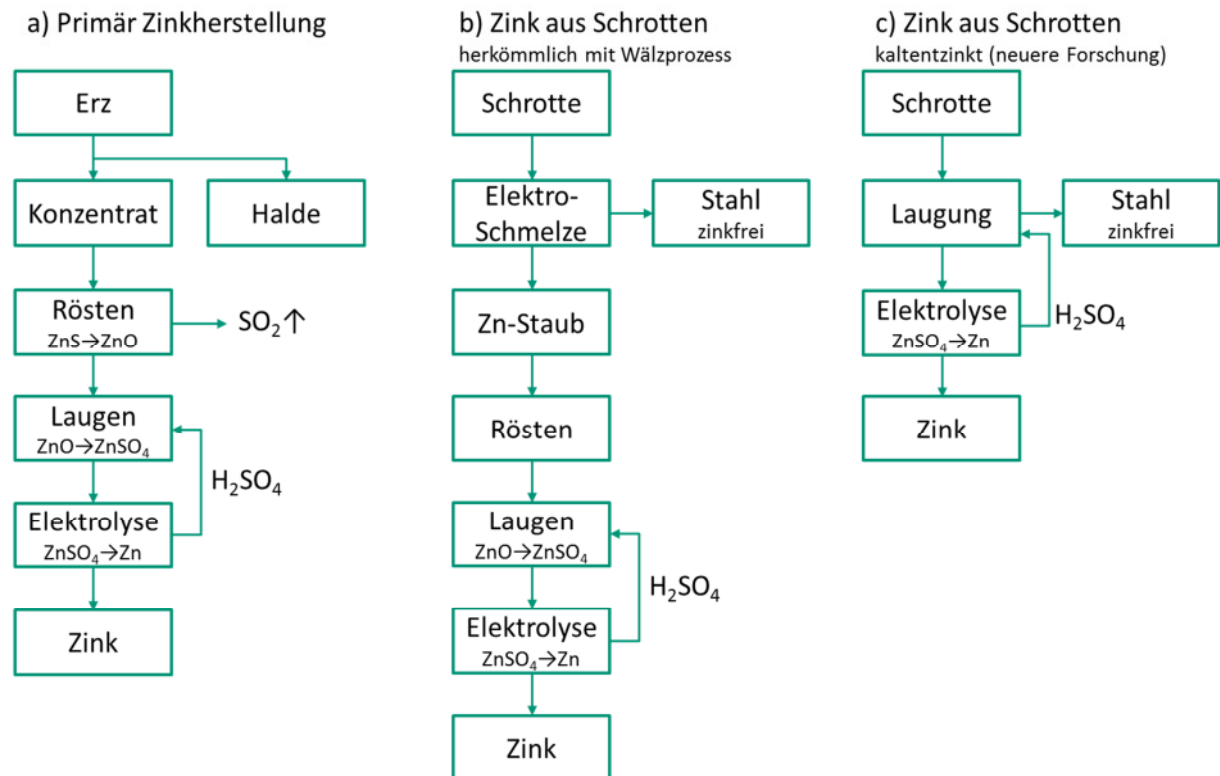 a) Primär Zinkherstellung
Erz
Konzentrat
Halde
Rösten
ZnS→ZnO
SO₂↑
Laugen
ZnO→ZnSO₄
H₂SO₄
Elektrolyse
ZnSO₄→Zn
Zink
b) Zink aus Schrotten
herkömmlich mit Wälzprozess
Schrotte
Elektro-
Schmelze
Stahl
zinkfrei
Zn-Staub
Rösten
Laugen
ZnO→ZnSO₄
H₂SO₄
Elektrolyse
ZnSO₄→Zn
Zink
c) Zink aus Schrotten
kaltentzinkt (neuere Forschung)
Schrotte
Laugung
Stahl
zinkfrei
Elektrolyse
ZnSO₄→Zn
H₂SO₄
Zink